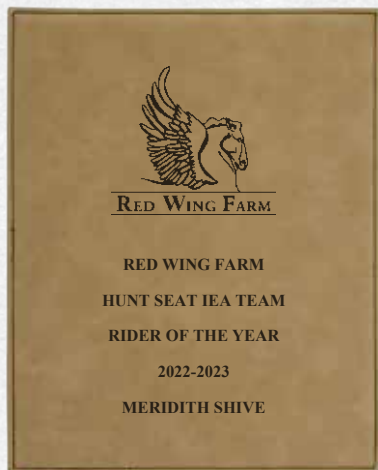 RED WING FARM
RED WING FARM
HUNT SEAT IEA TEAM
RIDER OF THE YEAR
2022-2023
MERIDITH SHIVE